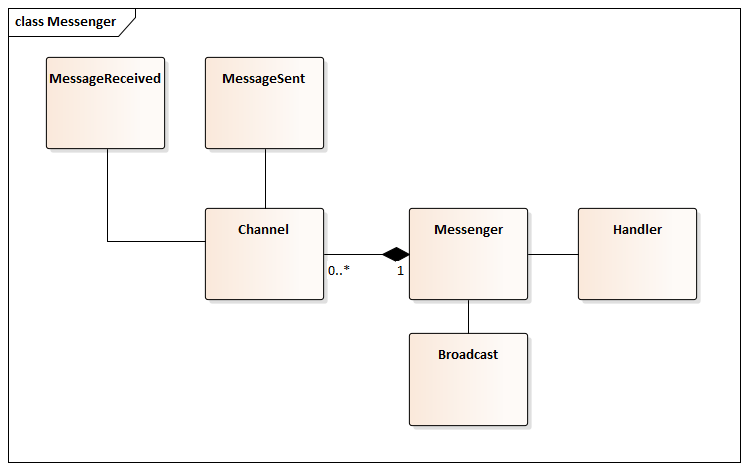 class Messenger
MessageReceived
MessageSent
Channel
Messenger
Handler
0..*
1
Broadcast